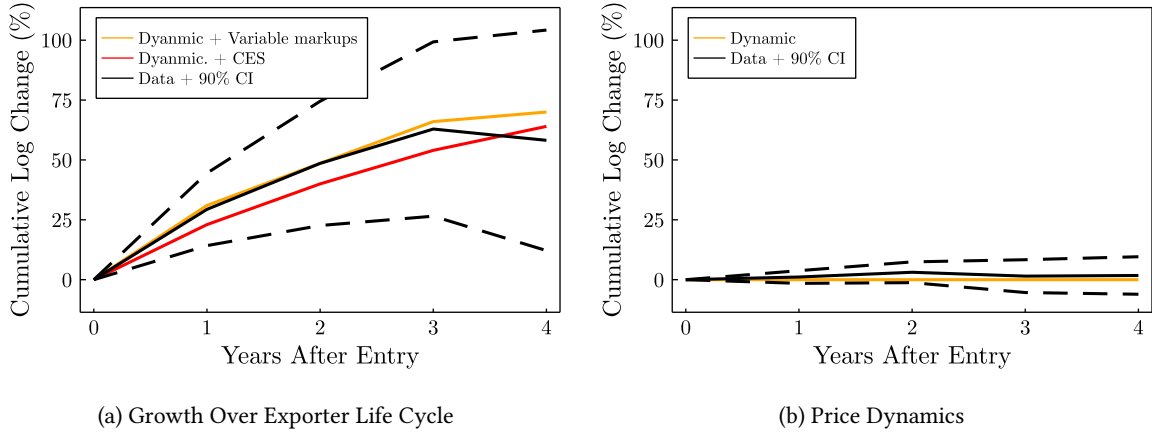 Cumulative Log Change (%)
100
75
50
25
0
Dyanmic + Variable markups
Dyanmic. + CES
Data + 90% CI
0 1 2 3 4
Years After Entry
(a) Growth Over Exporter Life Cycle
Cumulative Log Change (%)
100
75
50
25
0
Dynamic
Data + 90% CI
0 1 2 3 4
Years After Entry
(b) Price Dynamics